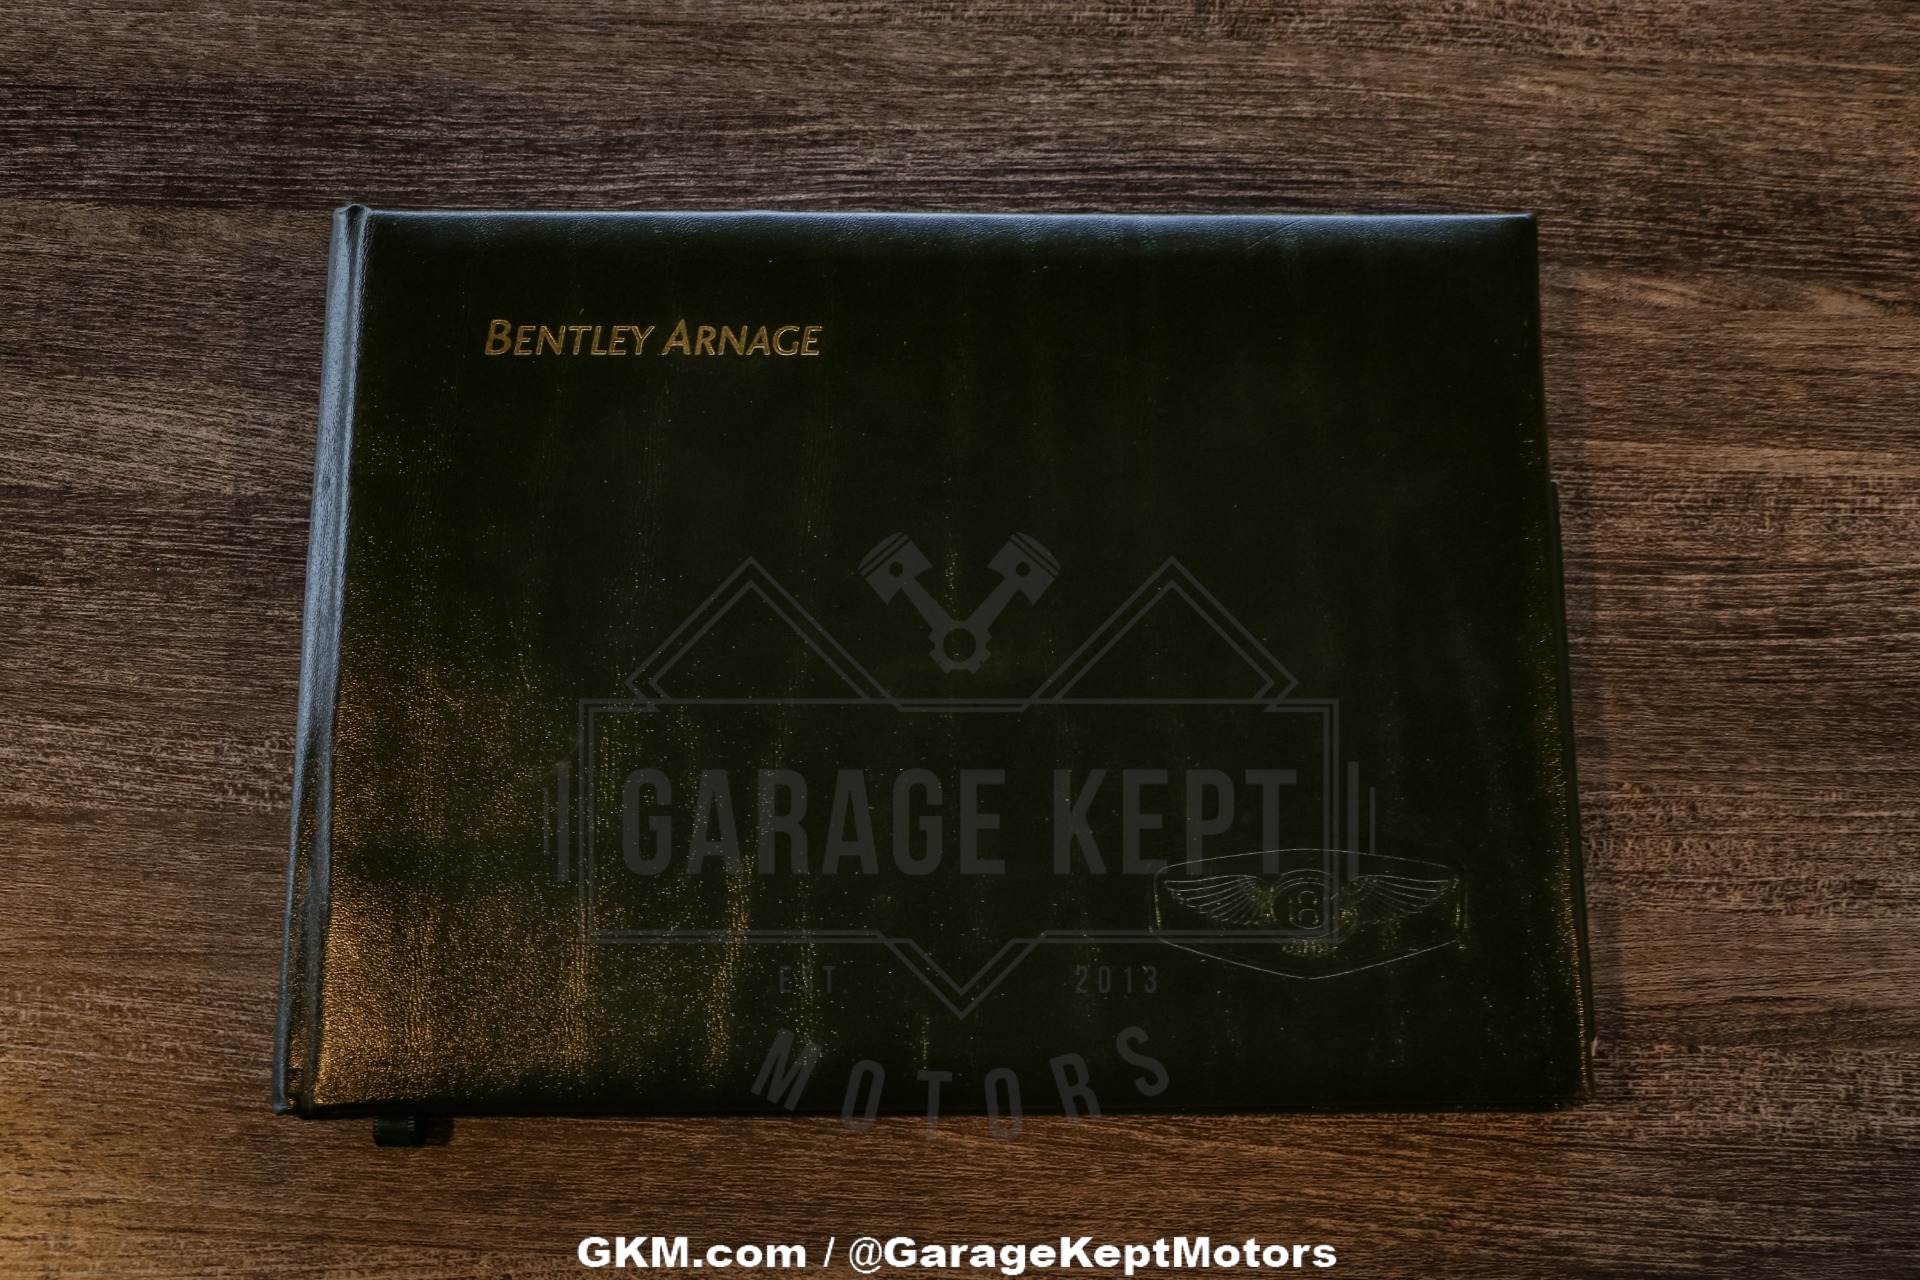 BENTLEY ARNAGE
GARAGE KEPT
B
EST. 2013
MOTORS
GKM.com / @GarageKeptMotors